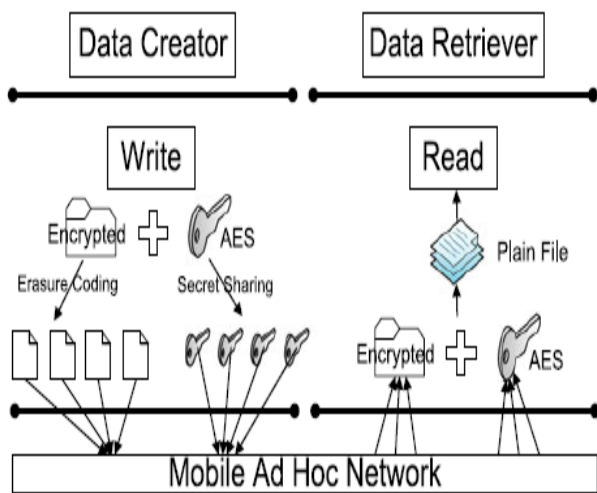 Data Creator
Data Retriever
Write
Read
Encrypted
AES
Plain File
Erasure Coding
Secret Sharing
Encrypted
AES
Mobile Ad Hoc Network